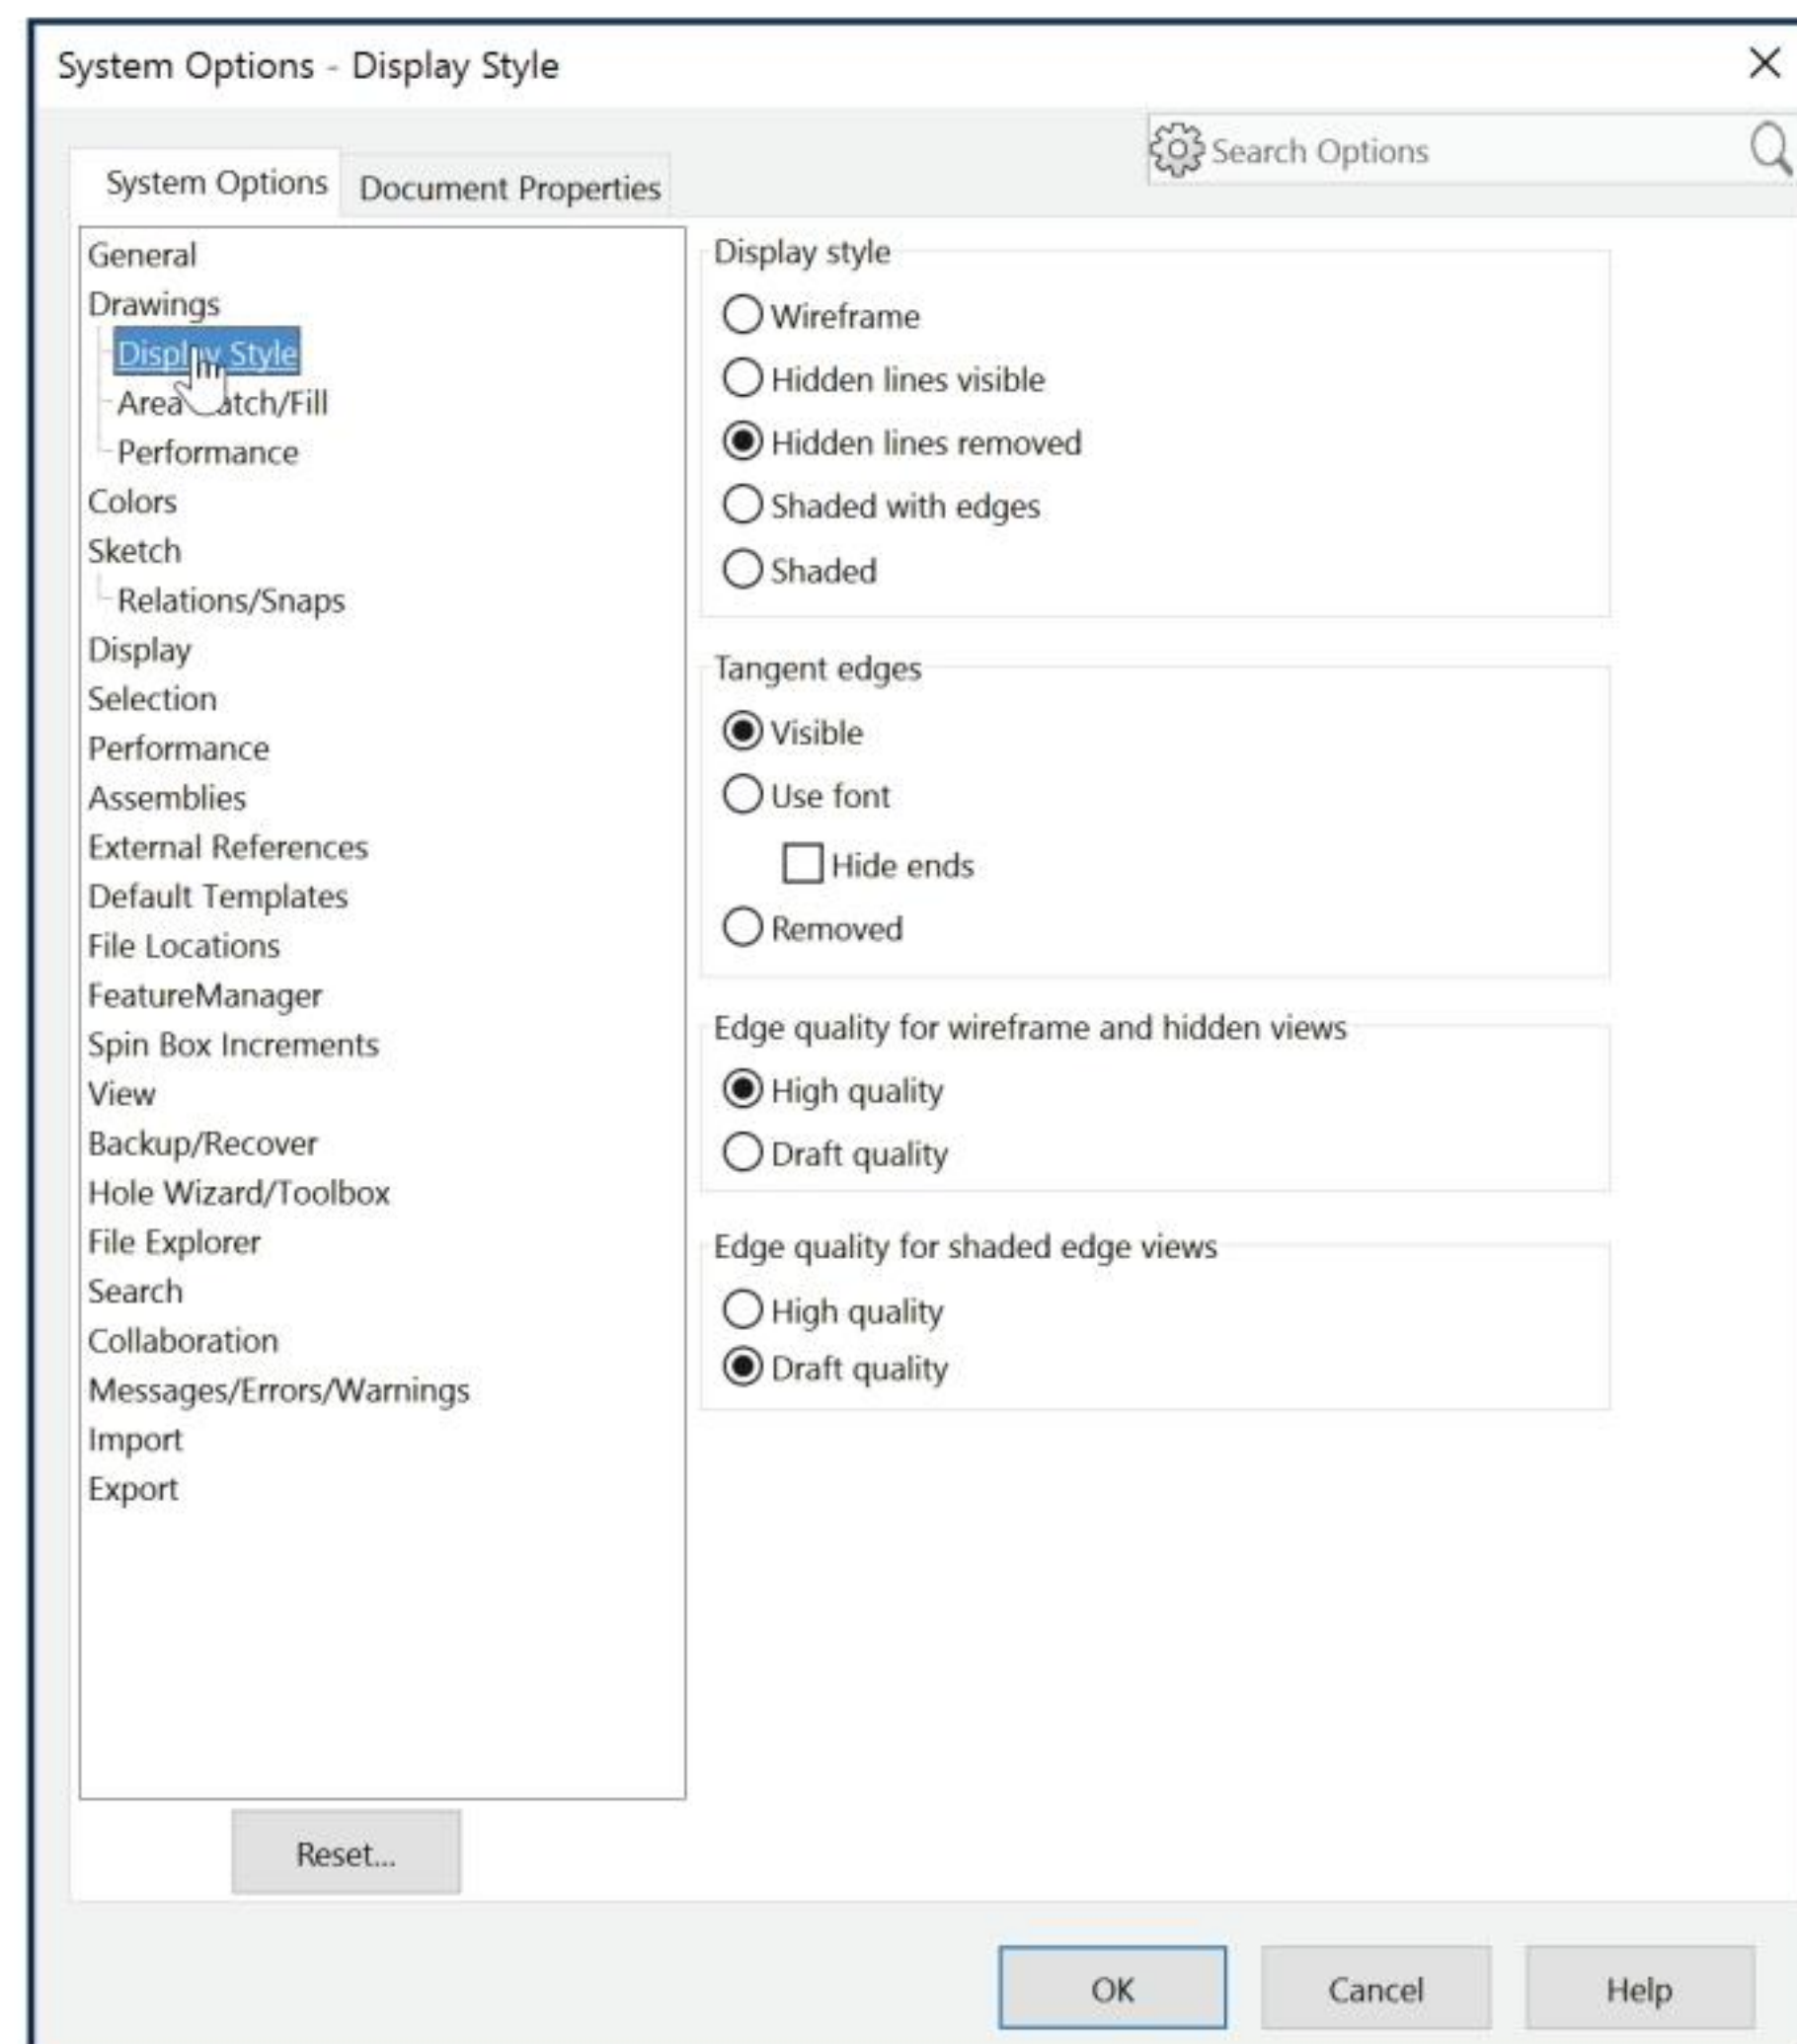 System Options - Display Style
Search Options
System Options
Document Properties
General
Drawings
Display Style
Area Hatch/Fill
Performance
Colors
Sketch
Relations/Snaps
Display
Selection
Performance
Assemblies
External References
Default Templates
File Locations
FeatureManager
Spin Box Increments
View
Backup/Recover
Hole Wizard/Toolbox
File Explorer
Search
Collaboration
Messages/Errors/Warnings
Import
Export
Reset...
Display style
Wireframe
Hidden lines visible
Hidden lines removed
Shaded with edges
Shaded
Tangent edges
Visible
Use font
Hide ends
Removed
Edge quality for wireframe and hidden views
High quality
Draft quality
Edge quality for shaded edge views
High quality
Draft quality
OK
Cancel
Help